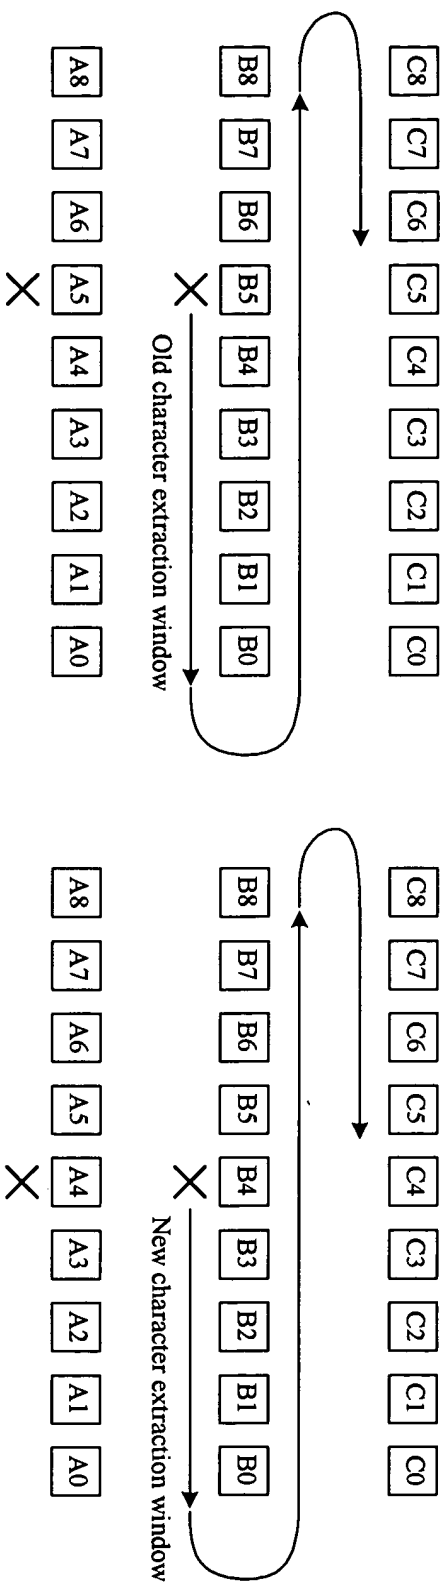 C8 C7 C6 C5 C4 C3 C2 C1 C0
B8 B7 B6 B5 B4 B3 B2 B1 B0
Old character extraction window
A8 A7 A6 A5 A4 A3 A2 A1 A0
C8 C7 C6 C5 C4 C3 C2 C1 C0
B8 B7 B6 B5 B4 B3 B2 B1 B0
New character extraction window
A8 A7 A6 A5 A4 A3 A2 A1 A0